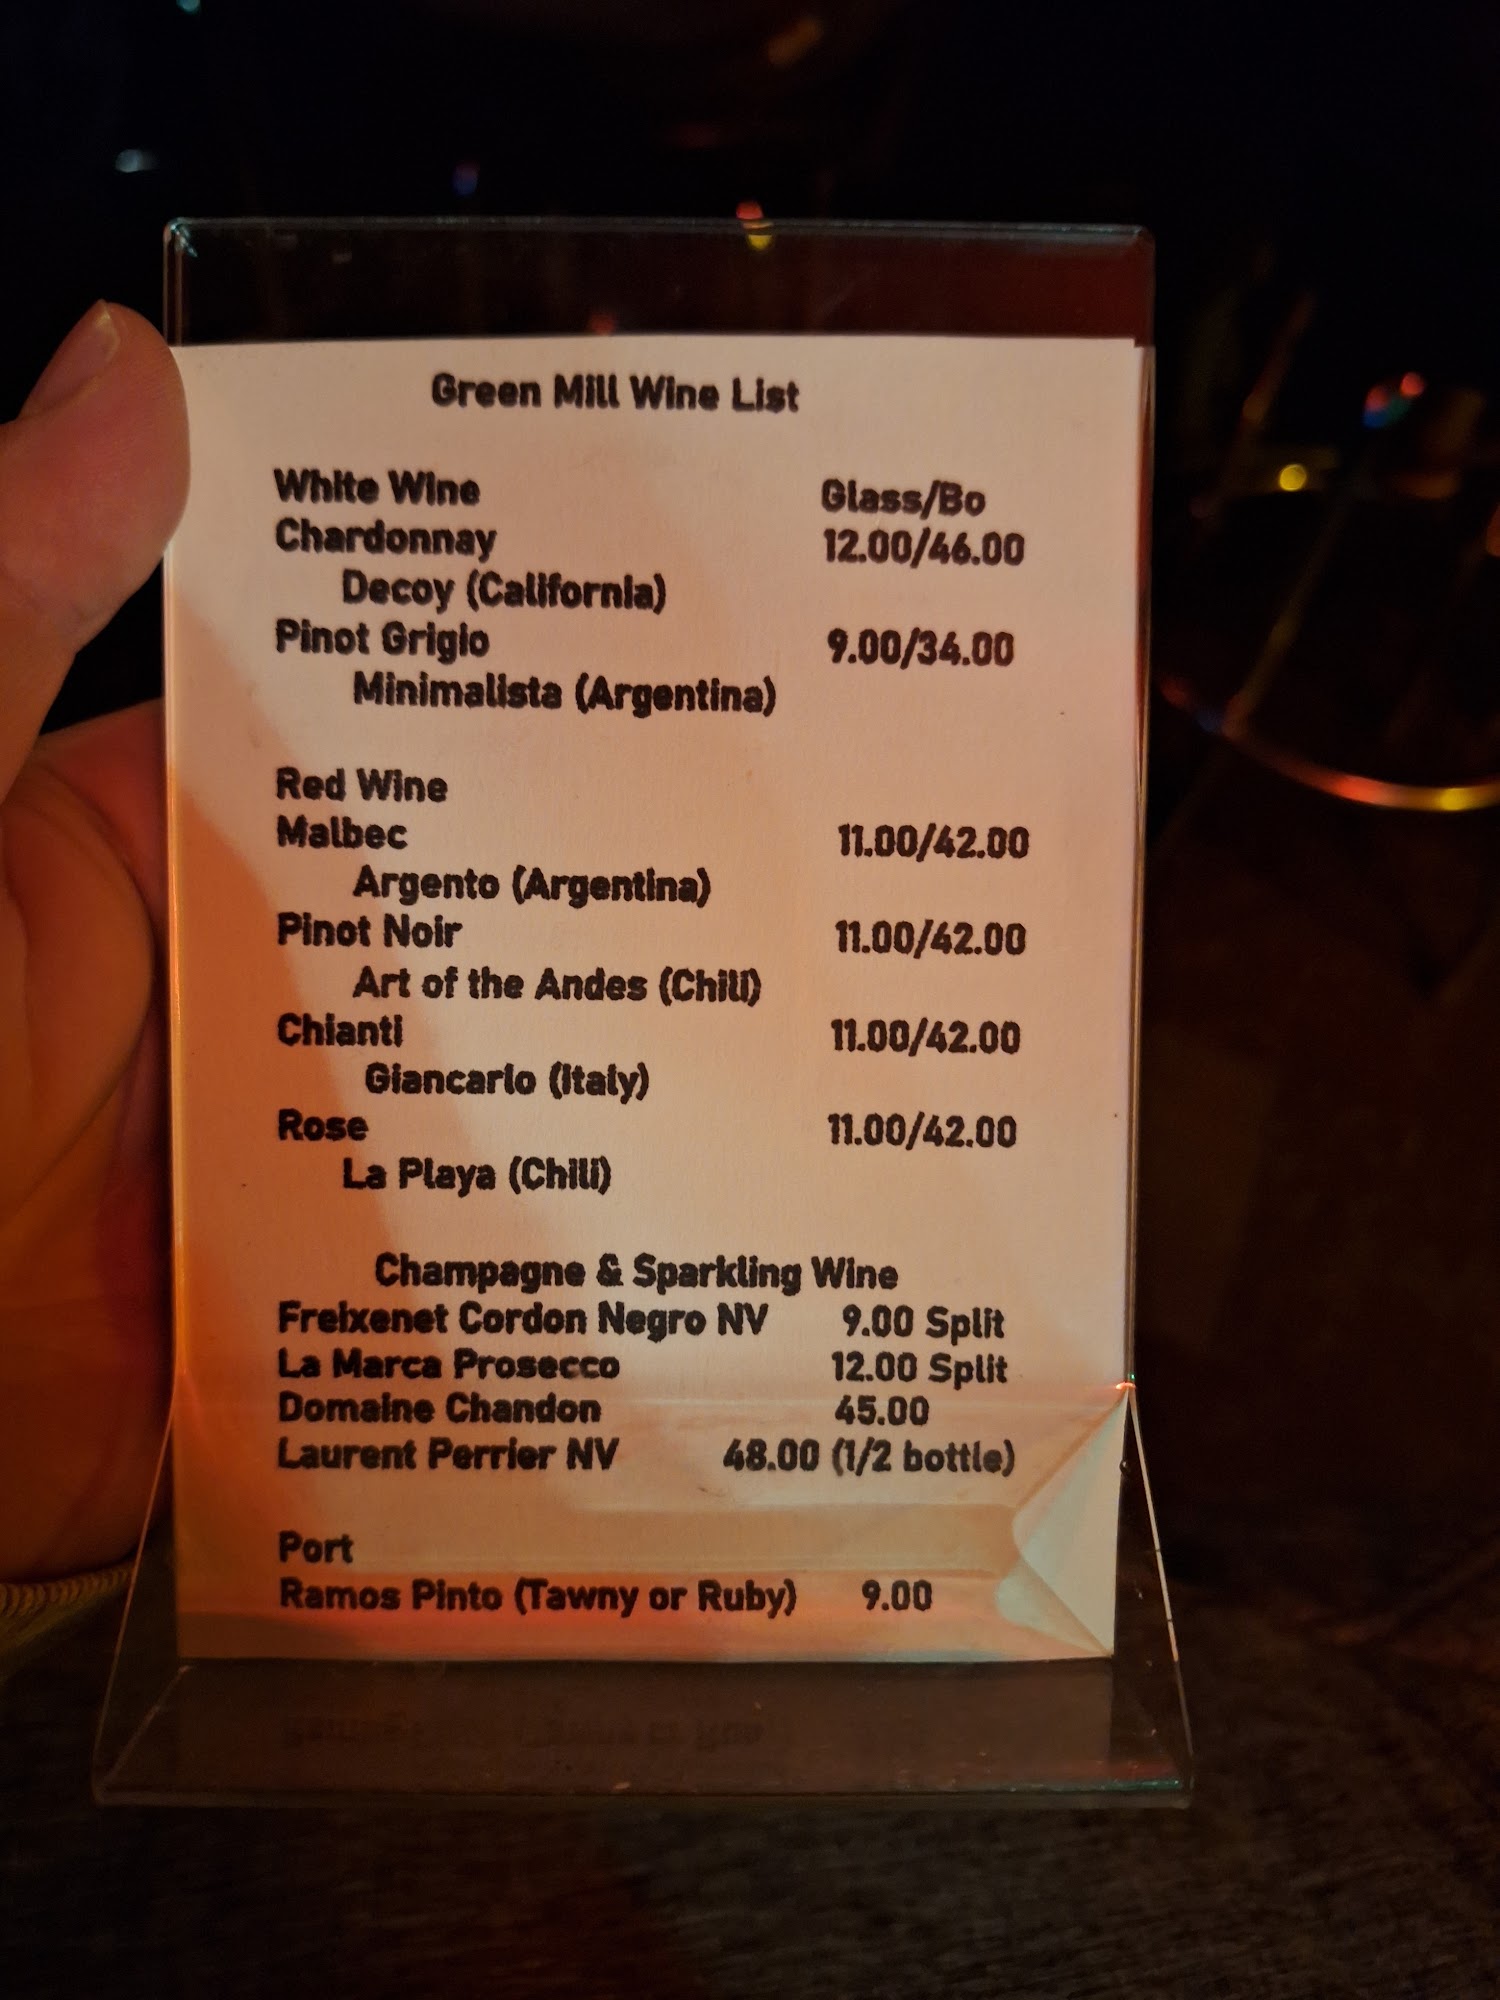 Green Mill Wine List
White Wine Glass/Bo
Chardonnay 12.00/46.00
Decoy (California)
Pinot Grigio 9.00/34.00
Minimalista (Argentina)
Red Wine
Malbec 11.00/42.00
Argento (Argentina)
Pinot Noir 11.00/42.00
Art of the Andes (Chili)
Chianti 11.00/42.00
Giancarlo (Italy)
Rose 11.00/42.00
La Playa (Chili)
Champagne & Sparkling Wine
Freixenet Cordon Negro NV 9.00 Split
La Marca Prosecco 12.00 Split
Domaine Chandon 45.00
Laurent Perrier NV 48.00 (1/2 bottle)
Port
Ramos Pinto (Tawny or Ruby) 9.00